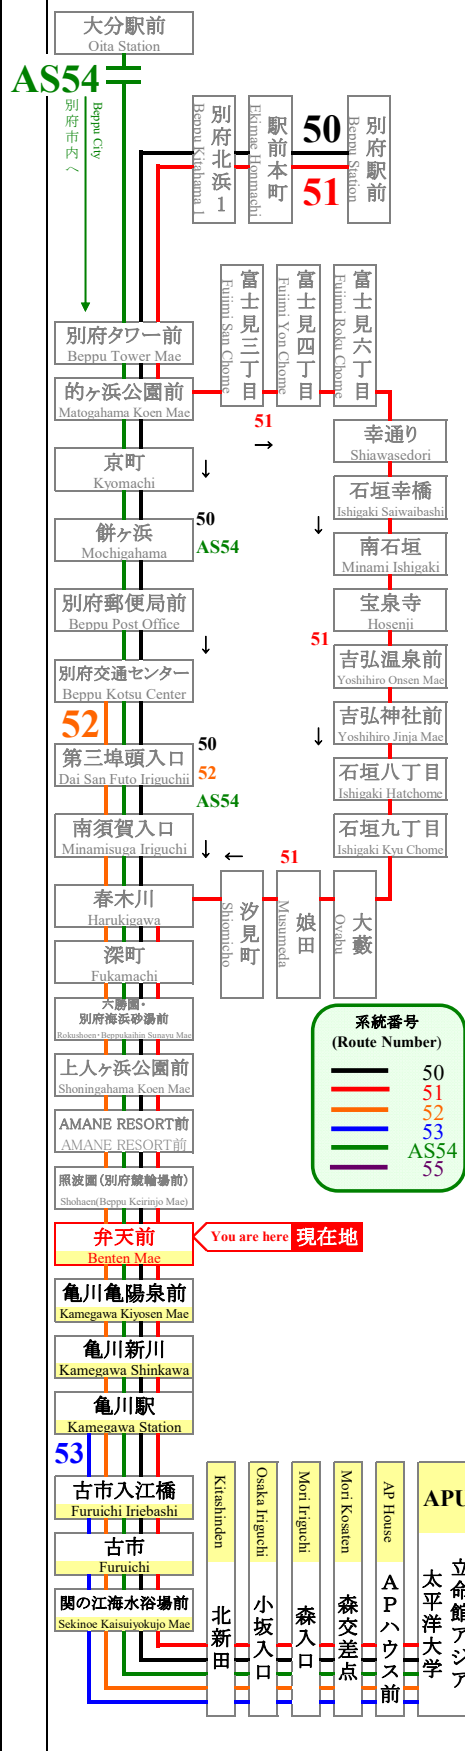 大分駅前
Oita Station
AS54
Beppu City
別府市内へ
別府北浜1
Beppu Kitahama 1
駅前本町
Ekimae Honmachi
50
51
別府駅前
Beppu Station
別府タワー前
Beppu Tower Mae
的ヶ浜公園前
Matogahama Koen Mae
富士見三丁目
Fujimi San Chome
富士見四丁目
Fujimi Yon Chome
富士見六丁目
Fujimi Roku Chome
51
→
幸通り
Shiawasedori
京町
Kyomachi
↓
石垣幸橋
Ishigaki Saiwaibashi
餅ヶ浜
Mochigahama
50
AS54
↓
南石垣
Minami Ishigaki
別府郵便局前
Beppu Post Office
宝泉寺
Hosenji
↓
51
吉弘温泉前
Yoshihiro Onsen Mae
別府交通センター
Beppu Kotsu Center
52
吉弘神社前
Yoshihiro Jinja Mae
↓
第三埠頭入口
Dai San Futo Iriguchii
50
52
AS54
石垣八丁目
Ishigaki Hatchome
南須賀入口
Minamisuga Iriguchi
↓
←
51
石垣九丁目
Ishigaki Kyu Chome
春木川
Harukigawa
汐見町
Shiomicho
娘田
Musumeda
大藪
Oyabu
深町
Fukamachi
六勝園・
別府海浜砂湯前
Rokushoen・Beppukaihin Sunayu Mae
上人ヶ浜公園前
Shoningahama Koen Mae
AMANE RESORT前
AMANE RESORT前
照波園(別府競輪場前)
Shohaen(Beppu Keirinjo Mae)
系統番号
(Route Number)
50
51
52
53
AS54
55
弁天前
Benten Mae
You are here 現在地
亀川亀陽泉前
Kamegawa Kiyosen Mae
亀川新川
Kamegawa Shinkawa
亀川駅
Kamegawa Station
53
古市入江橋
Furuichi Iriebashi
古市
Furuichi
関の江海水浴場前
Sekinoe Kaisuiyokujo Mae
Kitashinden
北新田
Osaka Iriguchi
小坂入口
Mori Iriguchi
森入口
Mori Kosaten
森交差点
AP House
APハウス前
APU
立命館アジア
太平洋大学